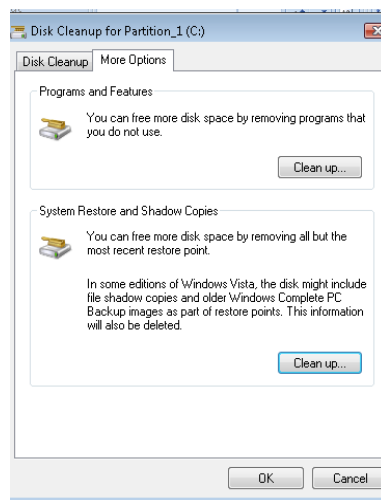 Disk Cleanup for Partition_1 (C:)
Disk Cleanup More Options
Programs and Features
You can free more disk space by removing programs that
you do not use.
Clean up...
System Restore and Shadow Copies
You can free more disk space by removing all but the
most recent restore point.
In some editions of Windows Vista, the disk might include
file shadow copies and older Windows Complete PC
Backup images as part of restore points. This information
will also be deleted.
Clean up...
OK Cancel